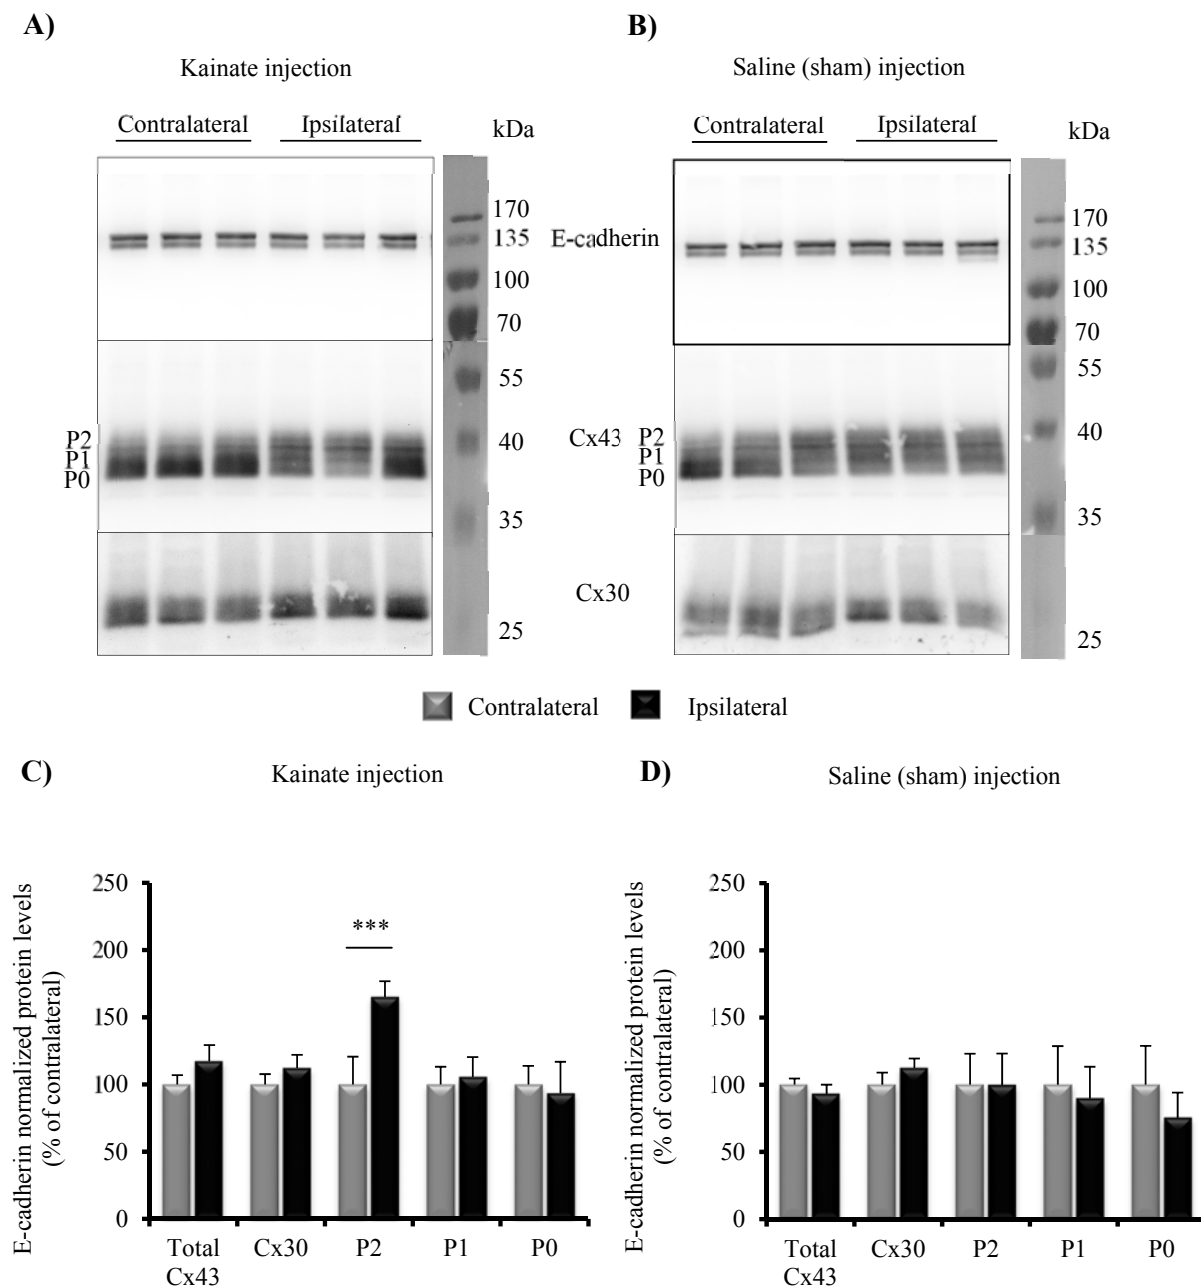 A)
B)
Kainate injection
Saline (sham) injection
Contralateral
Ipsilateral
kDa
Contralateral
Ipsilateral
kDa
170
135
100
70
E-cadherin
170
135
100
70
55
40
35
P2
P1
P0
Cx43
P2
P1
P0
55
40
35
25
Cx30
25
Contralateral
Ipsilateral
C)
Kainate injection
D)
Saline (sham) injection
E-cadherin normalized protein levels
(% of contralateral)
250
200
150
100
50
0
***
Total
Cx43
Cx30
P2
P1
P0
E-cadherin normalized protein levels
(% of contralateral)
250
200
150
100
50
0
Total
Cx43
Cx30
P2
P1
P0